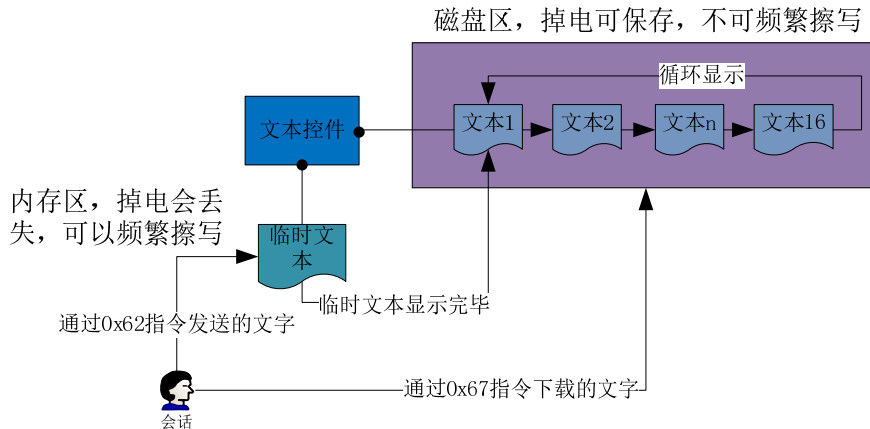 磁盘区，掉电可保存，不可频繁擦写
循环显示
文本控件
文本1
文本2
文本n
文本16
内存区，掉电会丢
失，可以频繁擦写
临时文
本
临时文本显示完毕
通过0x62指令发送的文字
通过0x67指令下载的文字
会话